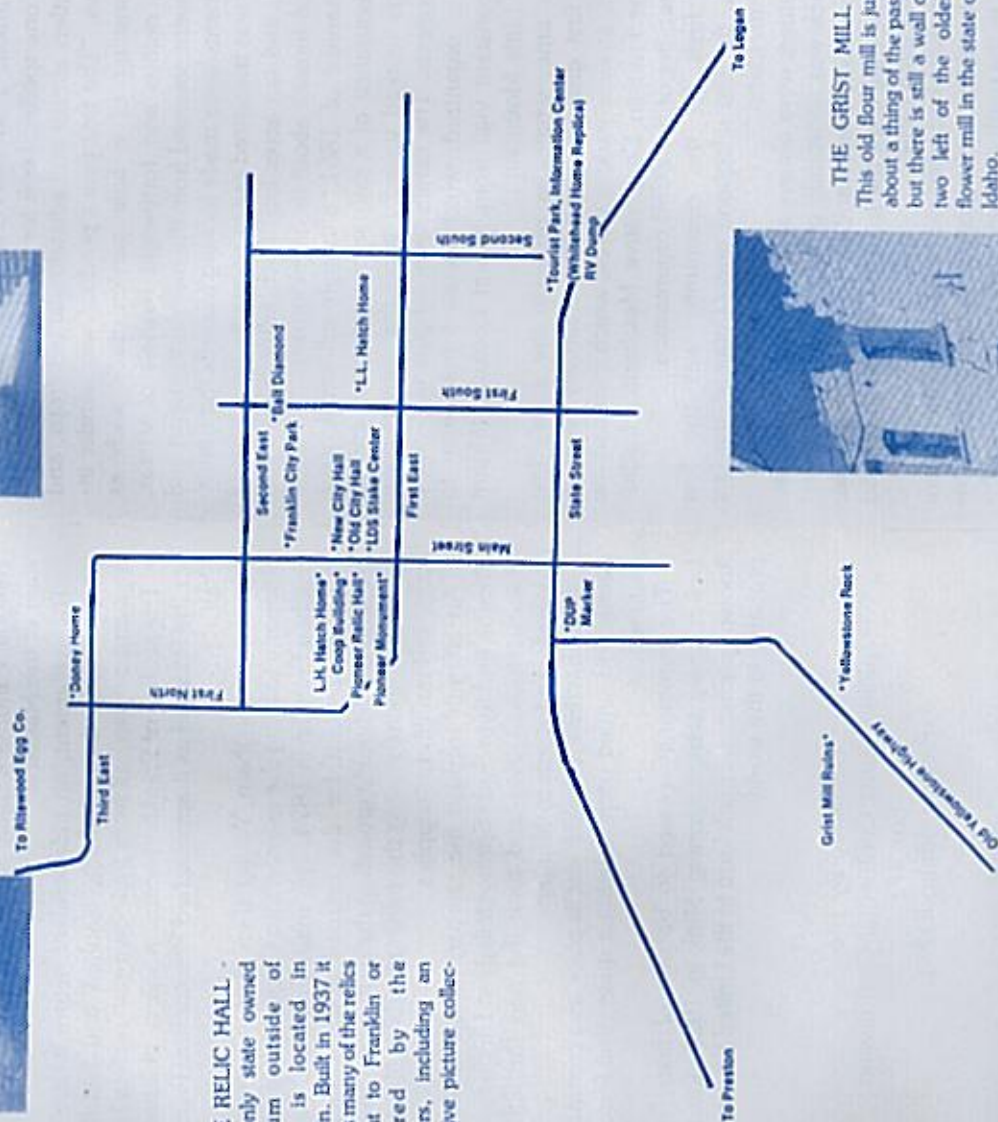 To Ritewood Egg Co.
Third East
*Doney Home
First North
Second East
*Ball Diamond
*Franklin City Park
L.H. Hatch Home*
Coop Building*
Pioneer Relic Hall*
Pioneer Monument*
*New City Hall
*Old City Hall
*LDS Stake Center
*L.L. Hatch Home
First East
Main Street
First South
Second South
State Street
*DUP
Marker
*Tourist Park, Information Center
(Whitehead Home Replica)
RV Dump
To Logan
To Preston
Grist Mill Ruins*
*Yellowstone Rock
Old Yellowstone Highway
RELIC HALL -
only state owned
um outside of
is located in
n. Built in 1937 it
many of the relics
t to Franklin or
red by the
rs, including an
ve picture collec-
THE GRIST MILL
This old flour mill is ju
about a thing of the pas
but there is still a wall o
two left of the olde
flower mill in the state o
Idaho.